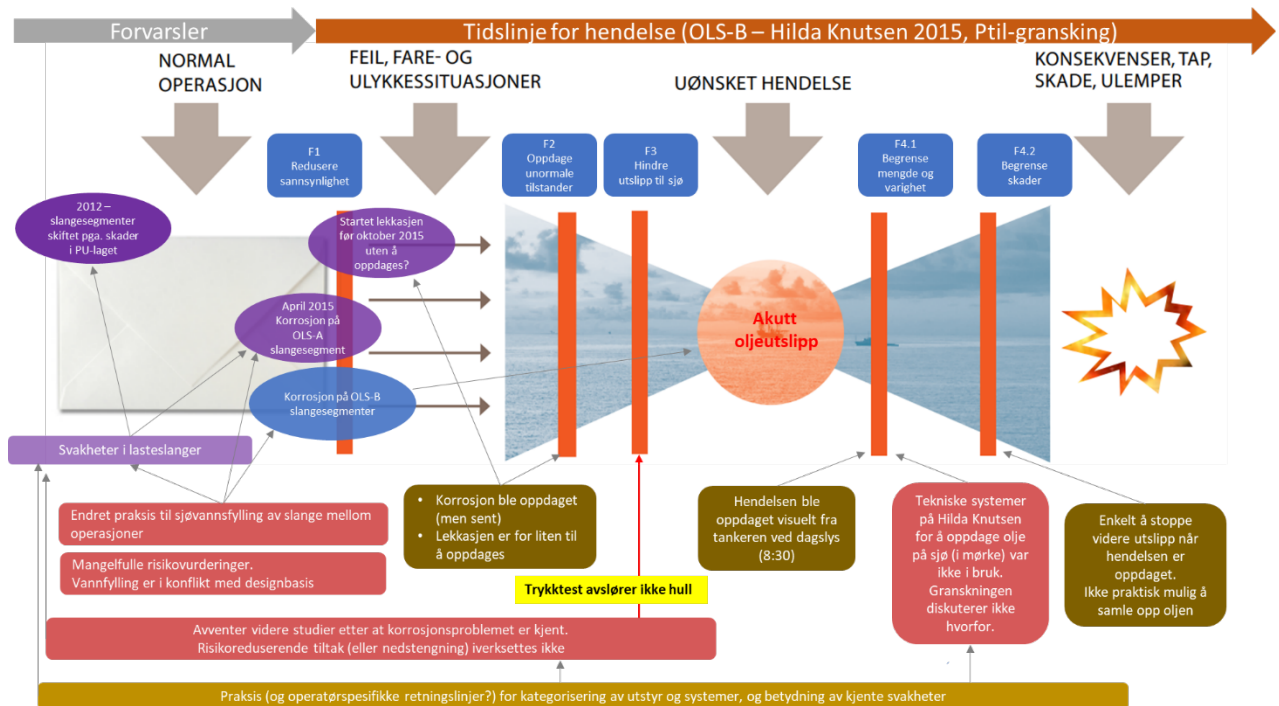 Forvarsler
Tidslinje for hendelse (OLS-B – Hilda Knutsen 2015, Ptil-gransking)
NORMAL
OPERASJON
FEIL, FARE- OG
ULYKKESSITUASJONER
UØNSKET HENDELSE
KONSEKVENSER, TAP,
SKADE, ULEMPER
F1
Redusere
sannsynlighet
F2
Oppdage
unormale
tilstander
F3
Hindre
utslipp til sjø
F4.1
Begrense
mengde og
varighet
F4.2
Begrense
skader
2012 –
slangesegmenter
skiftet pga. skader
i PU-laget
Startet lekkasjen
før oktober 2015
uten å
oppdages?
April 2015
Korrosjon på
OLS-A
slangesegment
Korrosjon på OLS-B
slangesegmenter
Akutt
oljeutslipp
Svakheter i lasteslanger
Endret praksis til sjøvannsfylling av slange mellom
operasjoner
Mangelfulle risikovurderinger.
Vannfylling er i konflikt med designbasis
• Korrosjon ble oppdaget
(men sent)
• Lekkasjen er for liten til
å oppdages
Trykktest avslører ikke hull
Hendelsen ble
oppdaget visuelt fra
tankeren ved dagslys
(8:30)
Tekniske systemer
på Hilda Knutsen
for å oppdage olje
på sjø (i mørke) var
ikke i bruk.
Granskningen
diskuterer ikke
hvorfor.
Enkelt å stoppe
videre utslipp når
hendelsen er
oppdaget.
Ikke praktisk mulig å
samle opp oljen
Avventer videre studier etter at korrosjonsproblemet er kjent.
Risikoreduserende tiltak (eller nedstengning) iverksettes ikke
Praksis (og operatørspesifikke retningslinjer?) for kategorisering av utstyr og systemer, og betydning av kjente svakheter